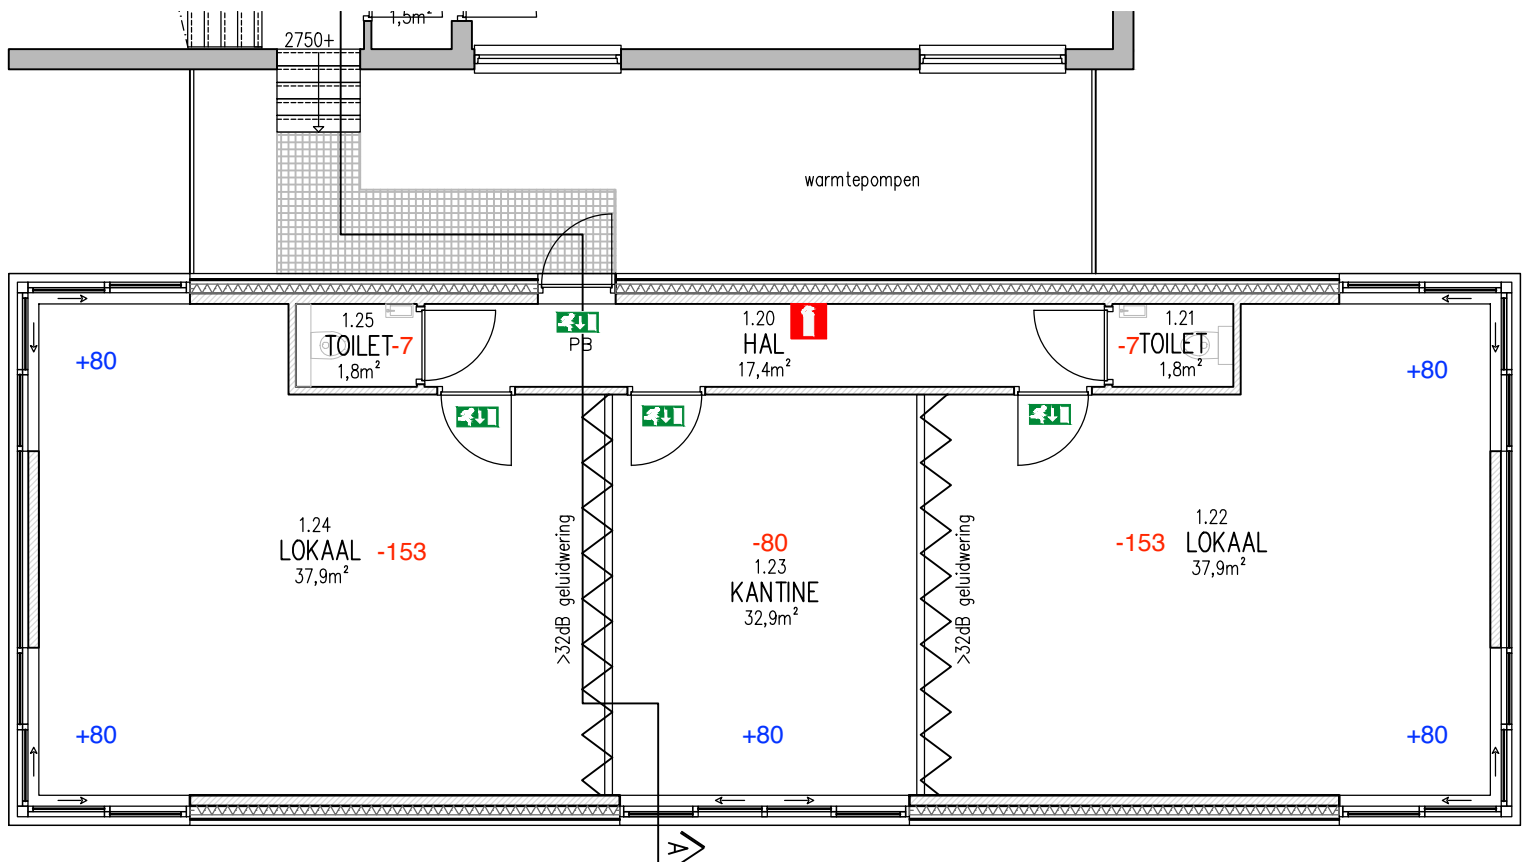 1,5m²
2750+
warmtepompen
1.25
TOILET -7
1,8m²
PB
1.20
HAL
17,4m²
1.21
-7 TOILET
1,8m²
+80
+80
1.24
LOKAAL -153
37,9m²
>32dB geluidwering
-80
1.23
KANTINE
32,9m²
>32dB geluidwering
1.22
-153 LOKAAL
37,9m²
+80
+80
+80
A